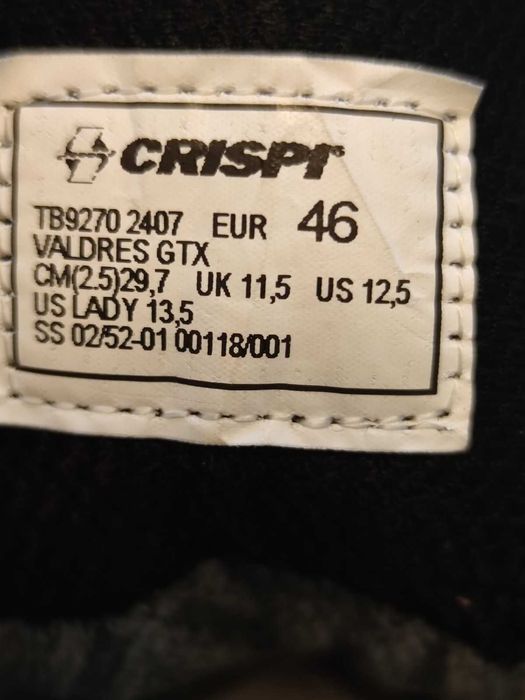 CRISPI
TB9270 2407 EUR 46
VALDRES GTX
CM(2.5)29,7 UK 11,5 US 12,5
US LADY 13,5
SS 02/52-01 00118/001